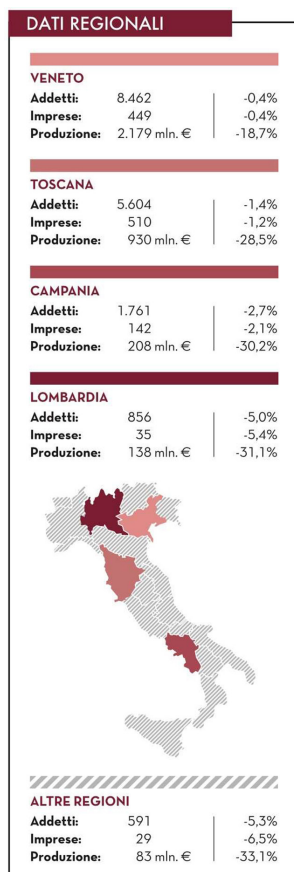 DATI REGIONALI
VENETO
Addetti: 8.462 -0,4%
Imprese: 449 -0,4%
Produzione: 2.179 mln. € -18,7%
TOSCANA
Addetti: 5.604 -1,4%
Imprese: 510 -1,2%
Produzione: 930 mln. € -28,5%
CAMPANIA
Addetti: 1.761 -2,7%
Imprese: 142 -2,1%
Produzione: 208 mln. € -30,2%
LOMBARDIA
Addetti: 856 -5,0%
Imprese: 35 -5,4%
Produzione: 138 mln. € -31,1%
ALTRE REGIONI
Addetti: 591 -5,3%
Imprese: 29 -6,5%
Produzione: 83 mln. € -33,1%